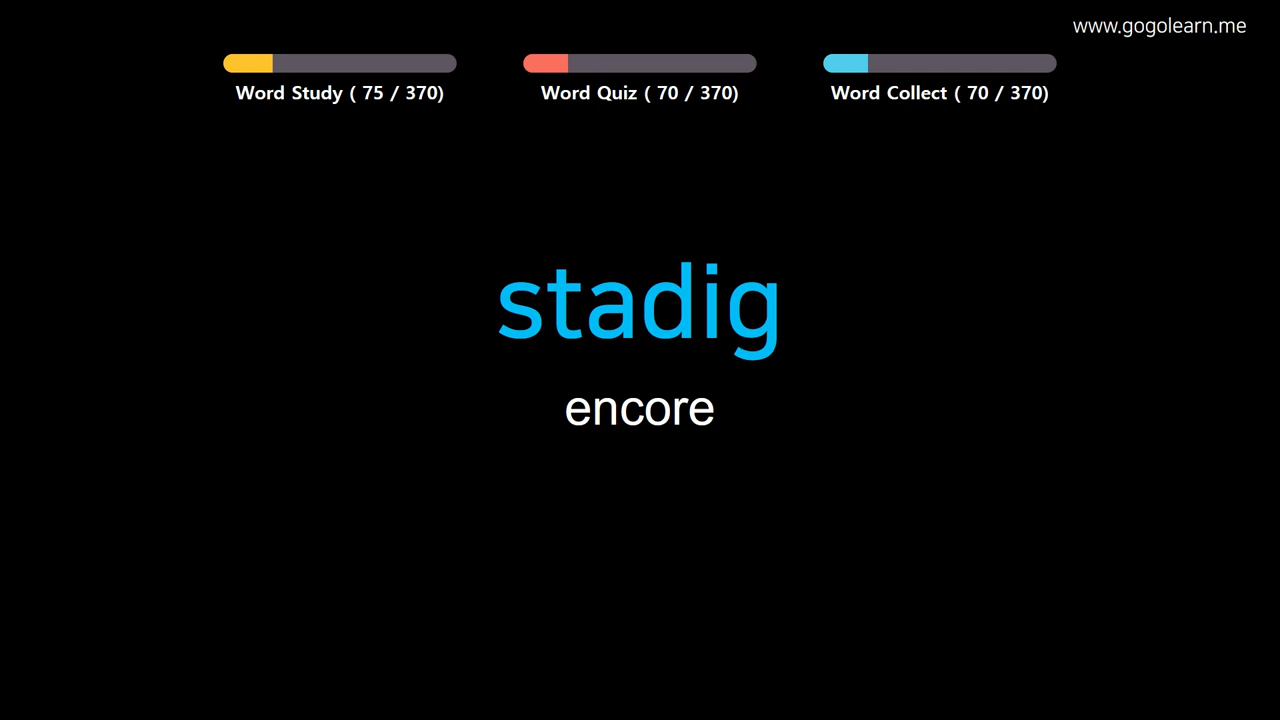 www.gogolearn.me
Word Study ( 75 / 370)
Word Quiz ( 70 / 370)
Word Collect ( 70 / 370)
stadig
encore